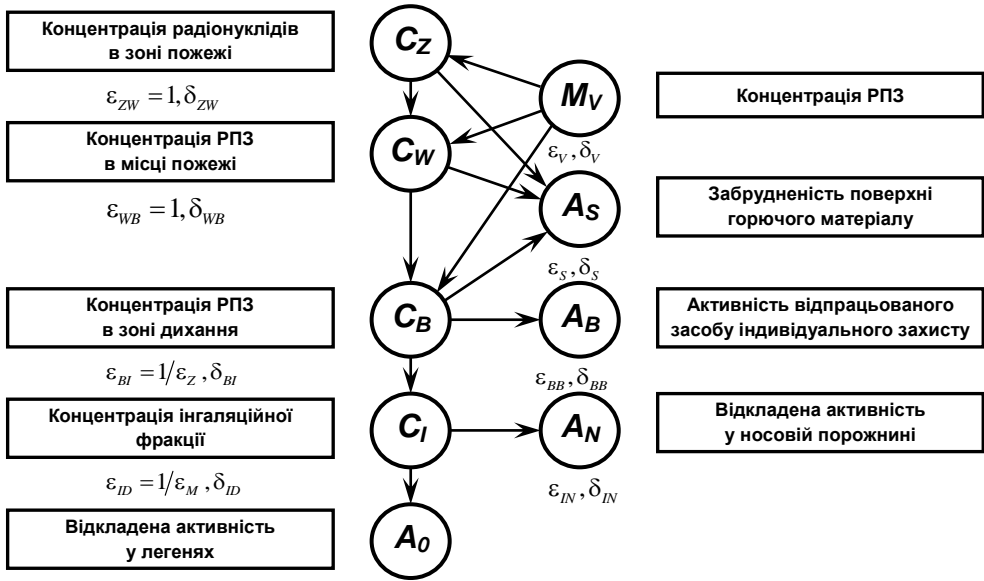 Концентрація радіонуклідів
в зоні пожежі
C_Z
ε_ZW = 1, δ_ZW
M_V
Концентрація РПЗ
Концентрація РПЗ
в місці пожежі
C_W
ε_V, δ_V
ε_WB = 1, δ_WB
A_S
Забрудненість поверхні
горючого матеріалу
ε_S, δ_S
Концентрація РПЗ
в зоні дихання
C_B
A_B
Активність відпрацьованого
засобу індивідуального захисту
ε_BI = 1/ε_Z, δ_BI
ε_BB, δ_BB
Концентрація інгаляційної
фракції
C_I
A_N
Відкладена активність
у носовій порожнині
ε_ID = 1/ε_M, δ_ID
ε_IN, δ_IN
Відкладена активність
у легенях
A_0